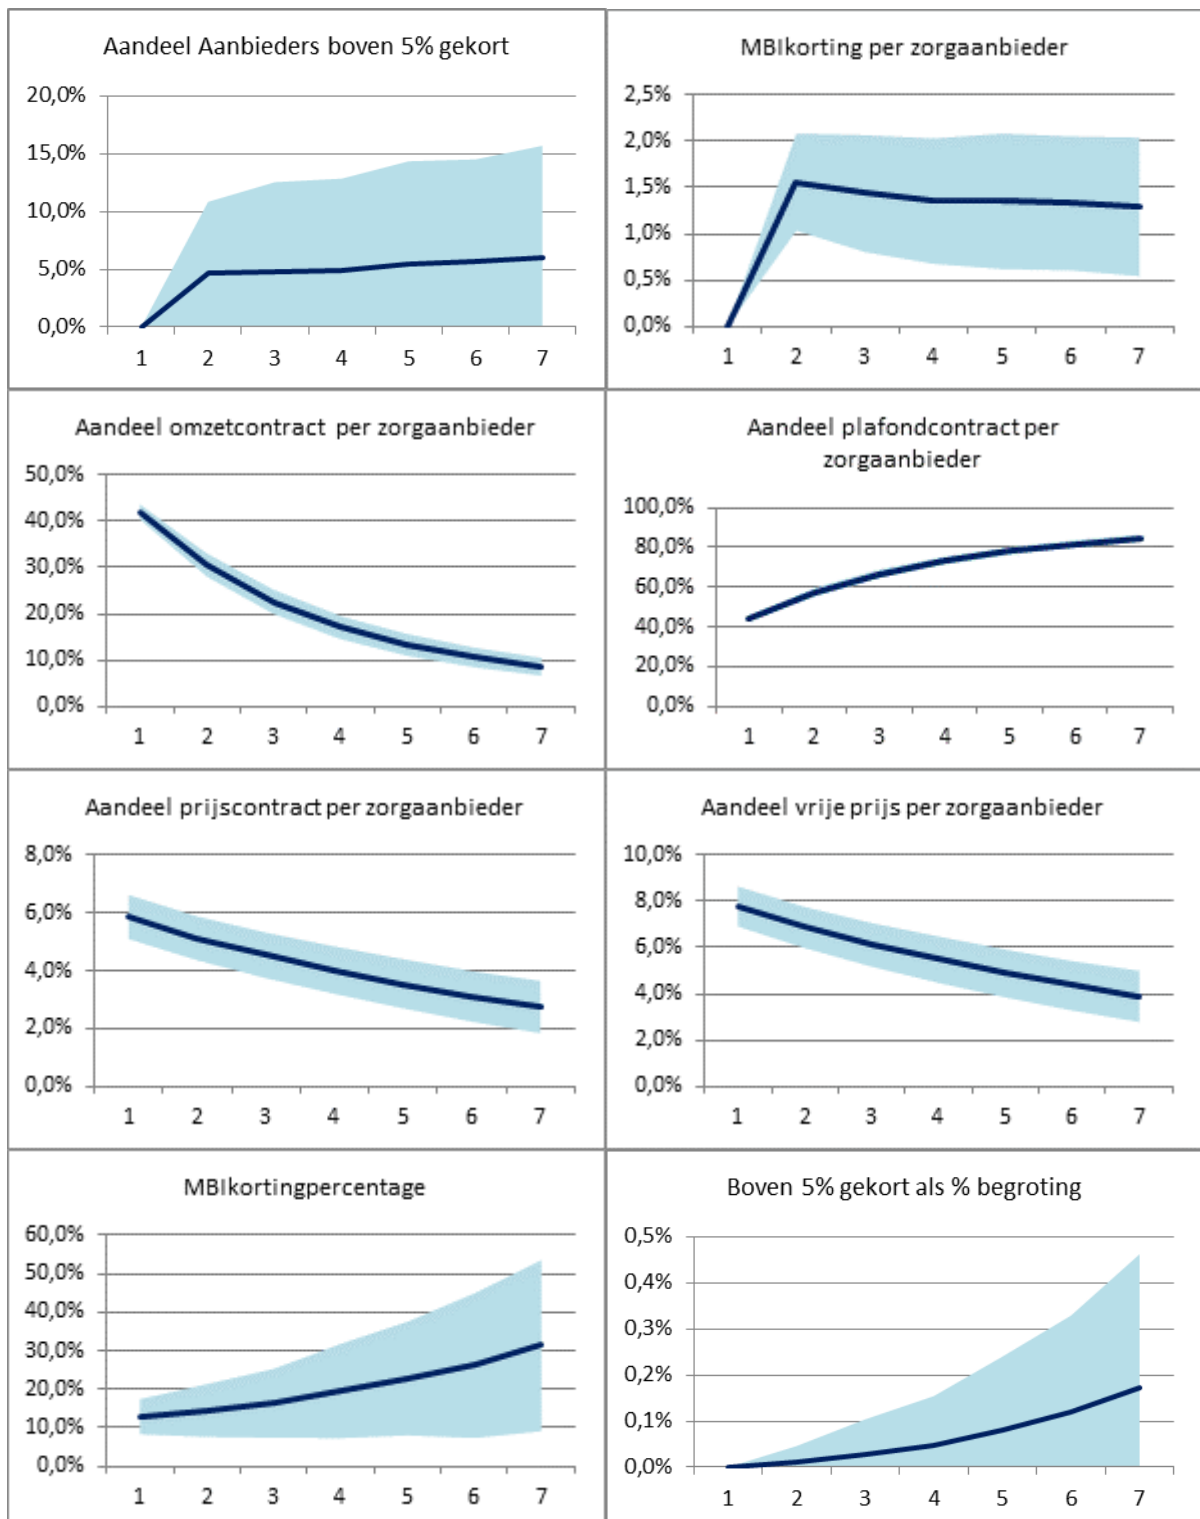 Aandeel Aanbieders boven 5% gekort
20,0%
15,0%
10,0%
5,0%
0,0%
1 2 3 4 5 6 7
MBIkorting per zorgaanbieder
2,5%
2,0%
1,5%
1,0%
0,5%
0,0%
1 2 3 4 5 6 7
Aandeel omzetcontract per zorgaanbieder
50,0%
40,0%
30,0%
20,0%
10,0%
0,0%
1 2 3 4 5 6 7
Aandeel plafondcontract per
zorgaanbieder
100,0%
80,0%
60,0%
40,0%
20,0%
0,0%
1 2 3 4 5 6 7
Aandeel prijscontract per zorgaanbieder
8,0%
6,0%
4,0%
2,0%
0,0%
1 2 3 4 5 6 7
Aandeel vrije prijs per zorgaanbieder
10,0%
8,0%
6,0%
4,0%
2,0%
0,0%
1 2 3 4 5 6 7
MBIkortingpercentage
60,0%
50,0%
40,0%
30,0%
20,0%
10,0%
0,0%
1 2 3 4 5 6 7
Boven 5% gekort als % begroting
0,5%
0,4%
0,3%
0,2%
0,1%
0,0%
1 2 3 4 5 6 7